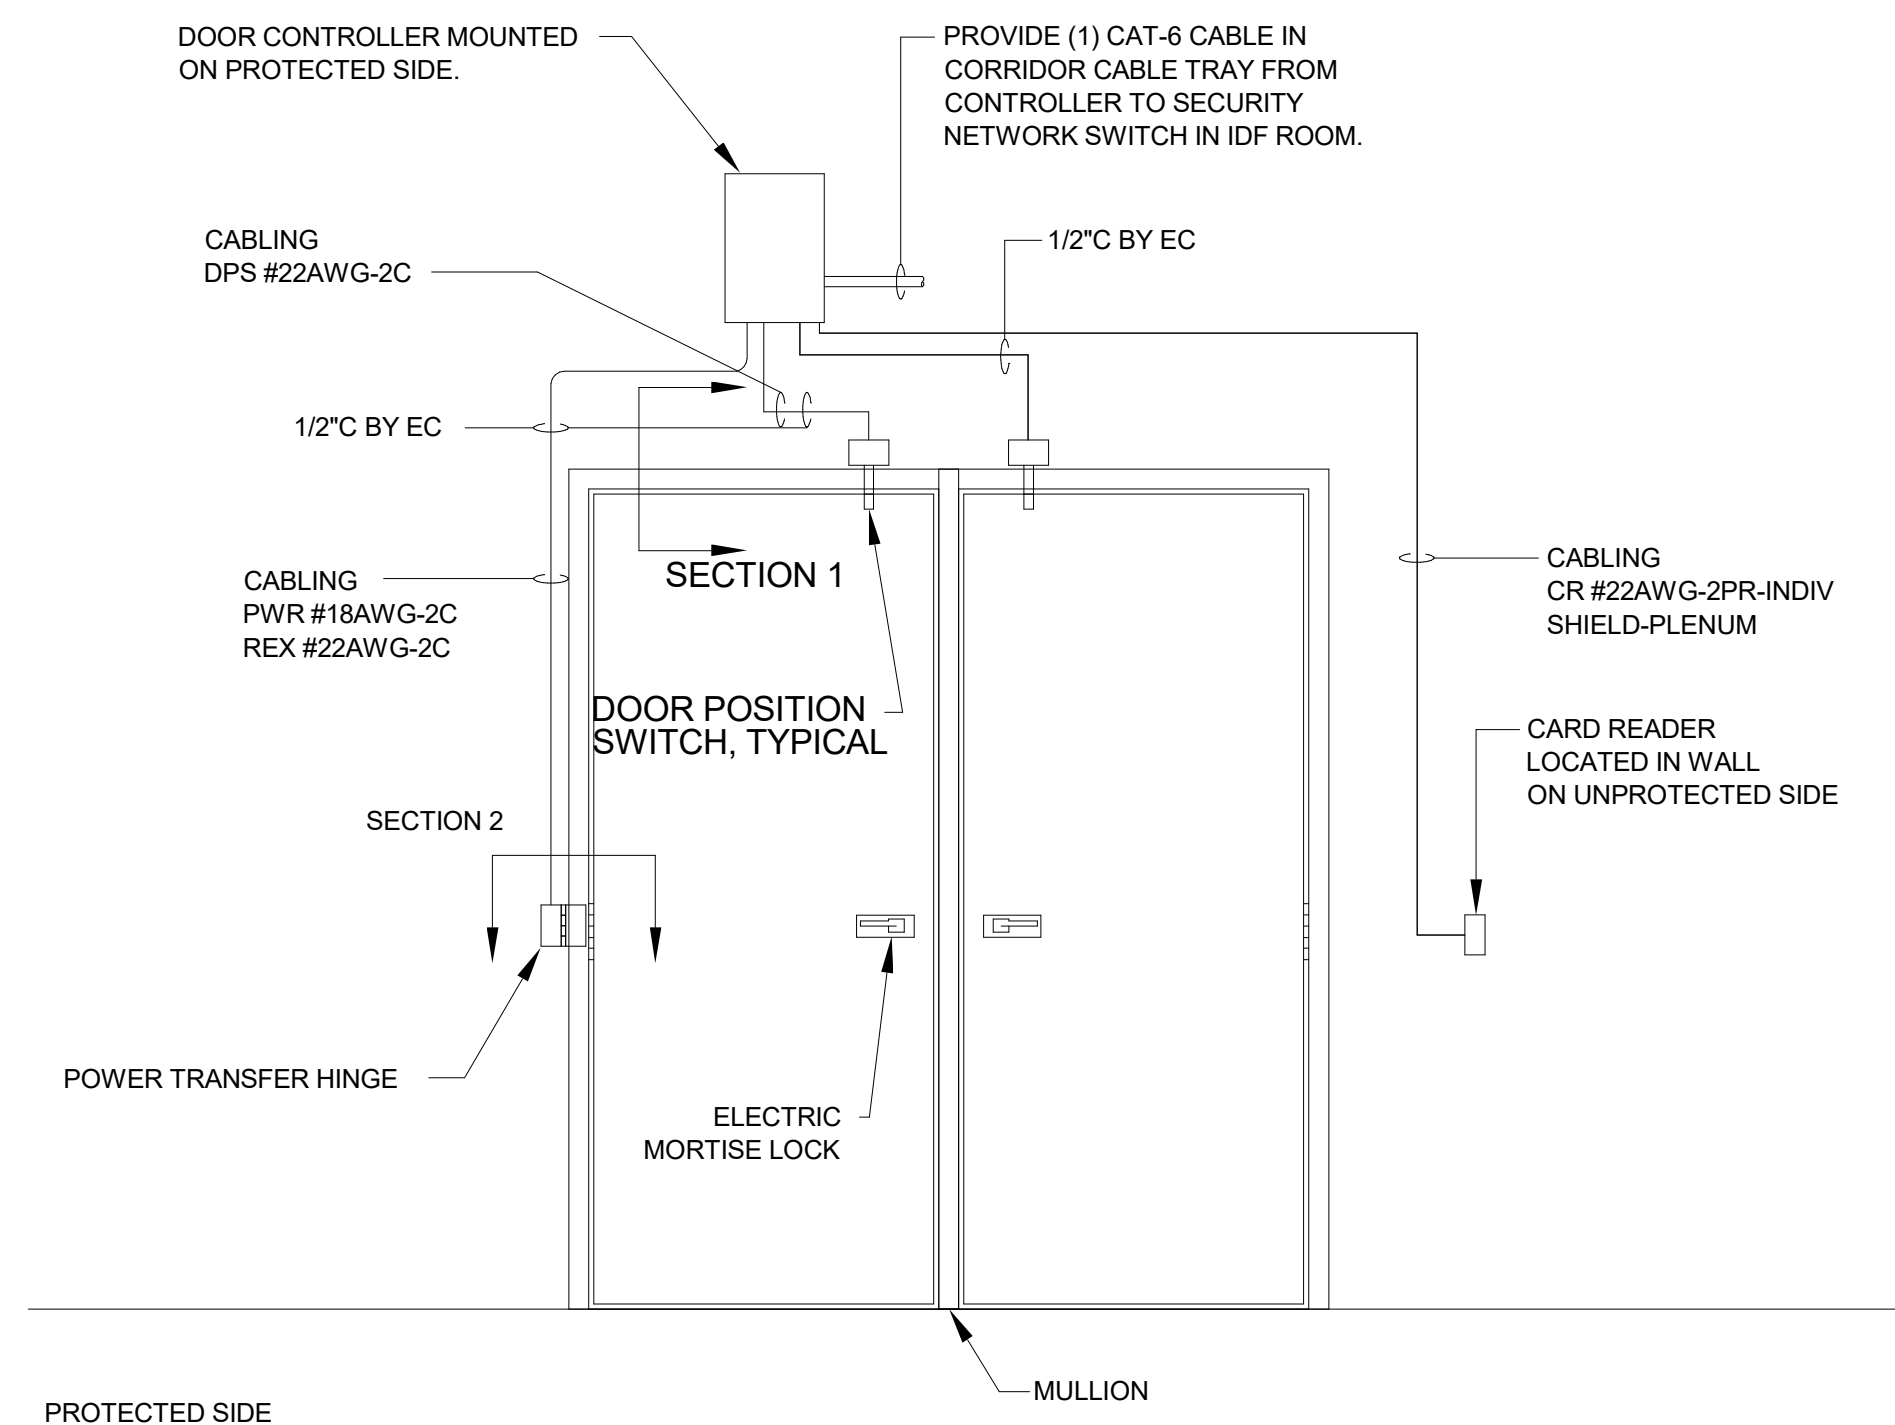 DOOR CONTROLLER MOUNTED
ON PROTECTED SIDE.
PROVIDE (1) CAT-6 CABLE IN
CORRIDOR CABLE TRAY FROM
CONTROLLER TO SECURITY
NETWORK SWITCH IN IDF ROOM.
CABLING
DPS #22AWG-2C
1/2"C BY EC
1/2"C BY EC
SECTION 1
CABLING
PWR #18AWG-2C
REX #22AWG-2C
CABLING
CR #22AWG-2PR-INDIV
SHIELD-PLENUM
DOOR POSITION
SWITCH, TYPICAL
CARD READER
LOCATED IN WALL
ON UNPROTECTED SIDE
SECTION 2
POWER TRANSFER HINGE
ELECTRIC
MORTISE LOCK
MULLION
PROTECTED SIDE